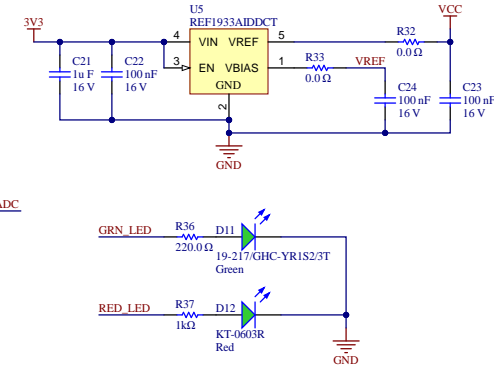 U5
REF1933AIDDCT
3V3
VCC
4 VIN VREF 5
R32
0.0 Ω
C21
1u F
16 V
C22
100 nF
16 V
3 EN VBIAS 1
R33
0.0 Ω
VREF
GND
2
C24
100 nF
16 V
C23
100 nF
16 V
GND
ADC
GRN_LED
R36
220.0 Ω
D11
19-217/GHC-YR1S2/3T
Green
RED_LED
R37
1kΩ
D12
KT-0603R
Red
GND